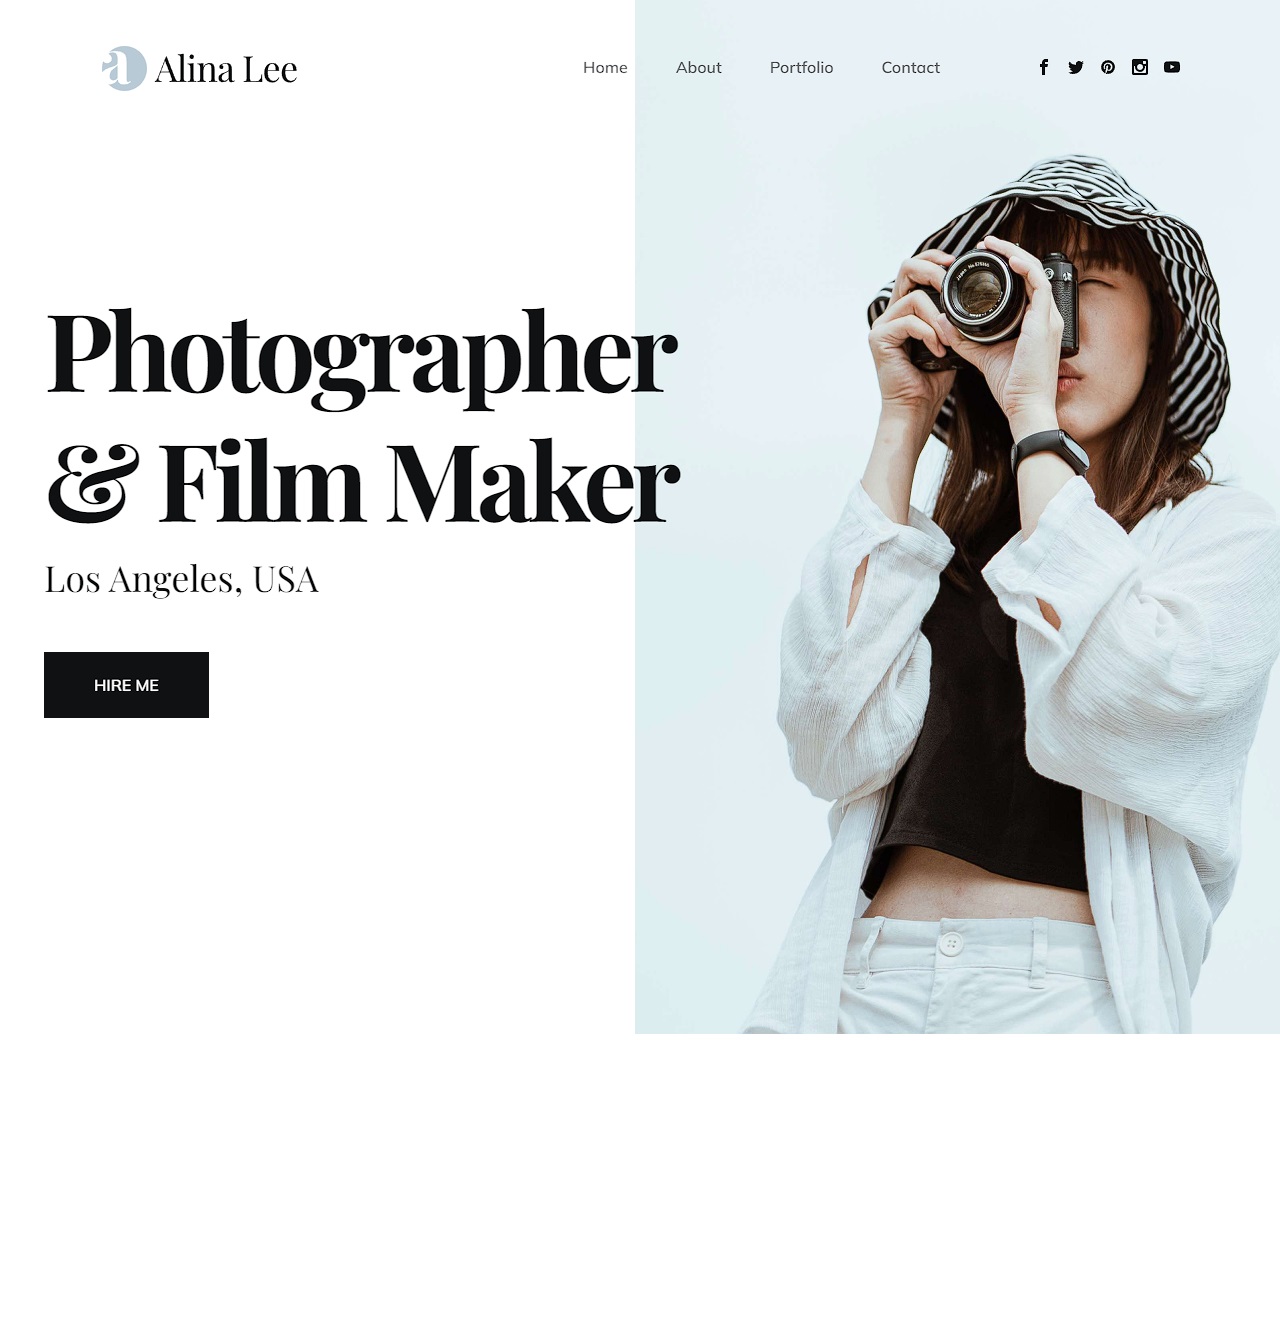 a Alina Lee
Home About Portfolio Contact
Photographer
& Film Maker
Los Angeles, USA
HIRE ME